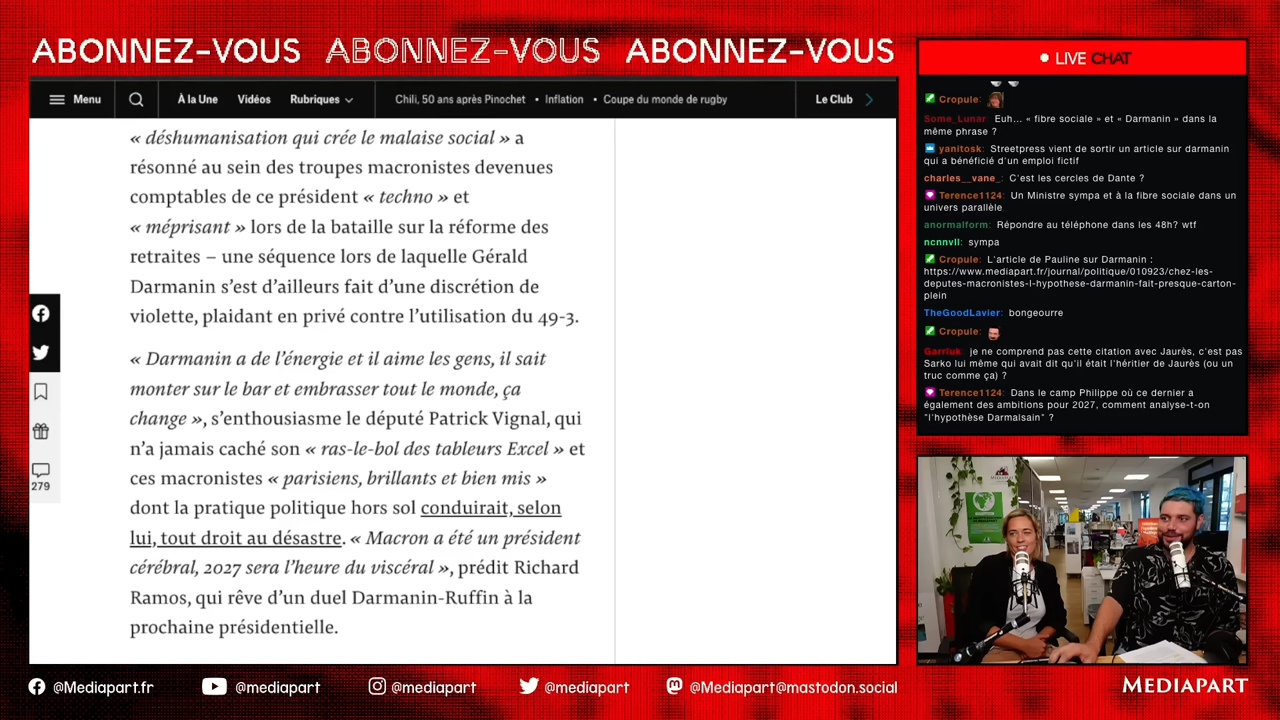 ABONNEZ-VOUS ABONNEZ-VOUS ABONNEZ-VOUS
Menu À la Une Vidéos Rubriques Chili, 50 ans après Pinochet • Inflation • Coupe du monde de rugby Le Club
« déshumanisation qui crée le malaise social » a
résonné au sein des troupes macronistes devenues
comptables de ce président « techno » et
« méprisant » lors de la bataille sur la réforme des
retraites – une séquence lors de laquelle Gérald
Darmanin s’est d’ailleurs fait d’une discrétion de
violette, plaidant en privé contre l’utilisation du 49-3.
« Darmanin a de l’énergie et il aime les gens, il sait
monter sur le bar et embrasser tout le monde, ça
change », s’enthousiasme le député Patrick Vignal, qui
n’a jamais caché son « ras-le-bol des tableurs Excel » et
ces macronistes « parisiens, brillants et bien mis »
dont la pratique politique hors sol conduirait, selon
lui, tout droit au désastre. « Macron a été un président
cérébral, 2027 sera l’heure du viscéral », prédit Richard
Ramos, qui rêve d’un duel Darmanin-Ruffin à la
prochaine présidentielle.
279
LIVE CHAT
Cropule:
Some_Lunar: Euh... « fibre sociale » et « Darmanin » dans la
même phrase ?
yanitosk: Streetpress vient de sortir un article sur darmanin
qui a bénéficié d'un emploi fictif
charles__vane_: C'est les cercles de Dante ?
Terence1124: Un Ministre sympa et à la fibre sociale dans un
univers parallèle
anormalform: Répondre au téléphone dans les 48h? wtf
ncnnvll: sympa
Cropule: L'article de Pauline sur Darmanin :
https://www.mediapart.fr/journal/politique/010923/chez-les-
deputes-macronistes-l-hypothese-darmanin-fait-presque-carton-
plein
TheGoodLavier: bongeourre
Cropule:
Garrluk: je ne comprend pas cette citation avec Jaurès, c'est pas
Sarko lui même qui avait dit qu'il était l'héritier de Jaurès (ou un
truc comme ça) ?
Terence1124: Dans le camp Philippe où ce dernier a
également des ambitions pour 2027, comment analyse-t-on
"l'hypothèse Darmalsain" ?
@Mediapart.fr @mediapart @mediapart @mediapart @Mediapart@mastodon.social
MEDIAPART